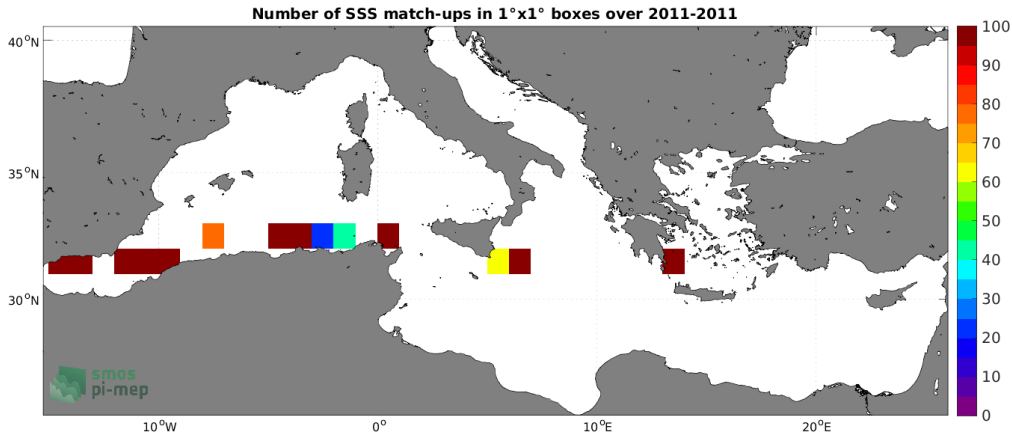 Number of SSS match-ups in 1°x1° boxes over 2011-2011
40°N
35°N
30°N
10°W
0°
10°E
20°E
100
90
80
70
60
50
40
30
20
10
0
smos
pi-mep